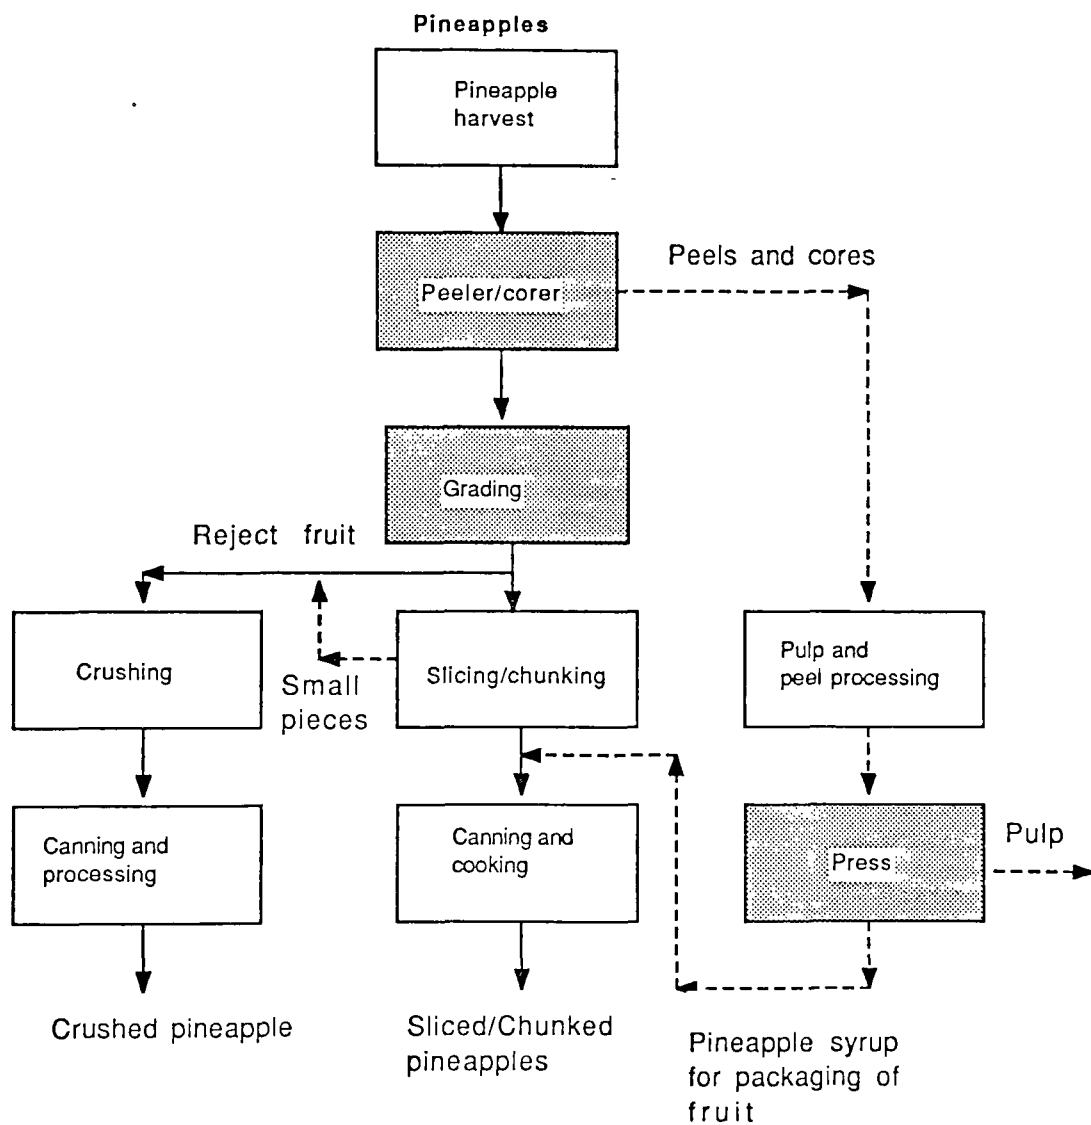 Pineapples
Pineapple
harvest
Peels and cores
Peeler/corer
Grading
Reject fruit
Crushing
Small
pieces
Slicing/chunking
Pulp and
peel processing
Canning and
processing
Canning and
cooking
Press
Pulp
Crushed pineapple
Sliced/Chunked
pineapples
Pineapple syrup
for packaging of
fruit